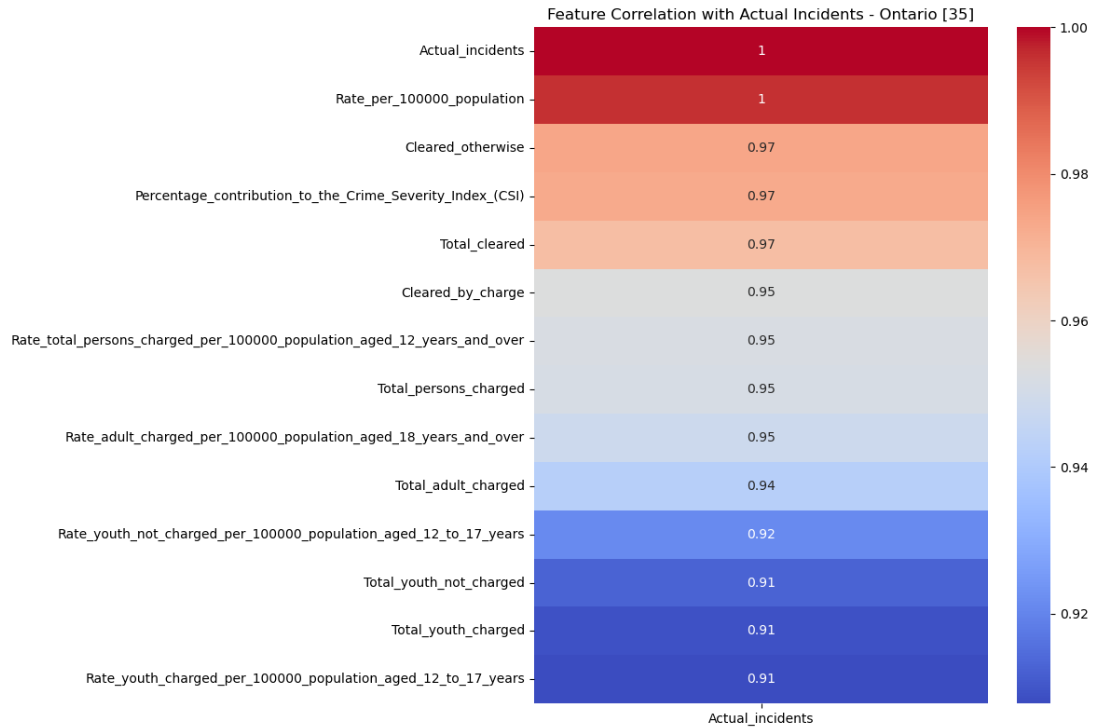 Feature Correlation with Actual Incidents - Ontario [35]
Actual_incidents 1
Rate_per_100000_population 1
Cleared_otherwise 0.97
Percentage_contribution_to_the_Crime_Severity_Index_(CSI) 0.97
Total_cleared 0.97
Cleared_by_charge 0.95
Rate_total_persons_charged_per_100000_population_aged_12_years_and_over 0.95
Total_persons_charged 0.95
Rate_adult_charged_per_100000_population_aged_18_years_and_over 0.95
Total_adult_charged 0.94
Rate_youth_not_charged_per_100000_population_aged_12_to_17_years 0.92
Total_youth_not_charged 0.91
Total_youth_charged 0.91
Rate_youth_charged_per_100000_population_aged_12_to_17_years 0.91
Actual_incidents
1.00
0.98
0.96
0.94
0.92